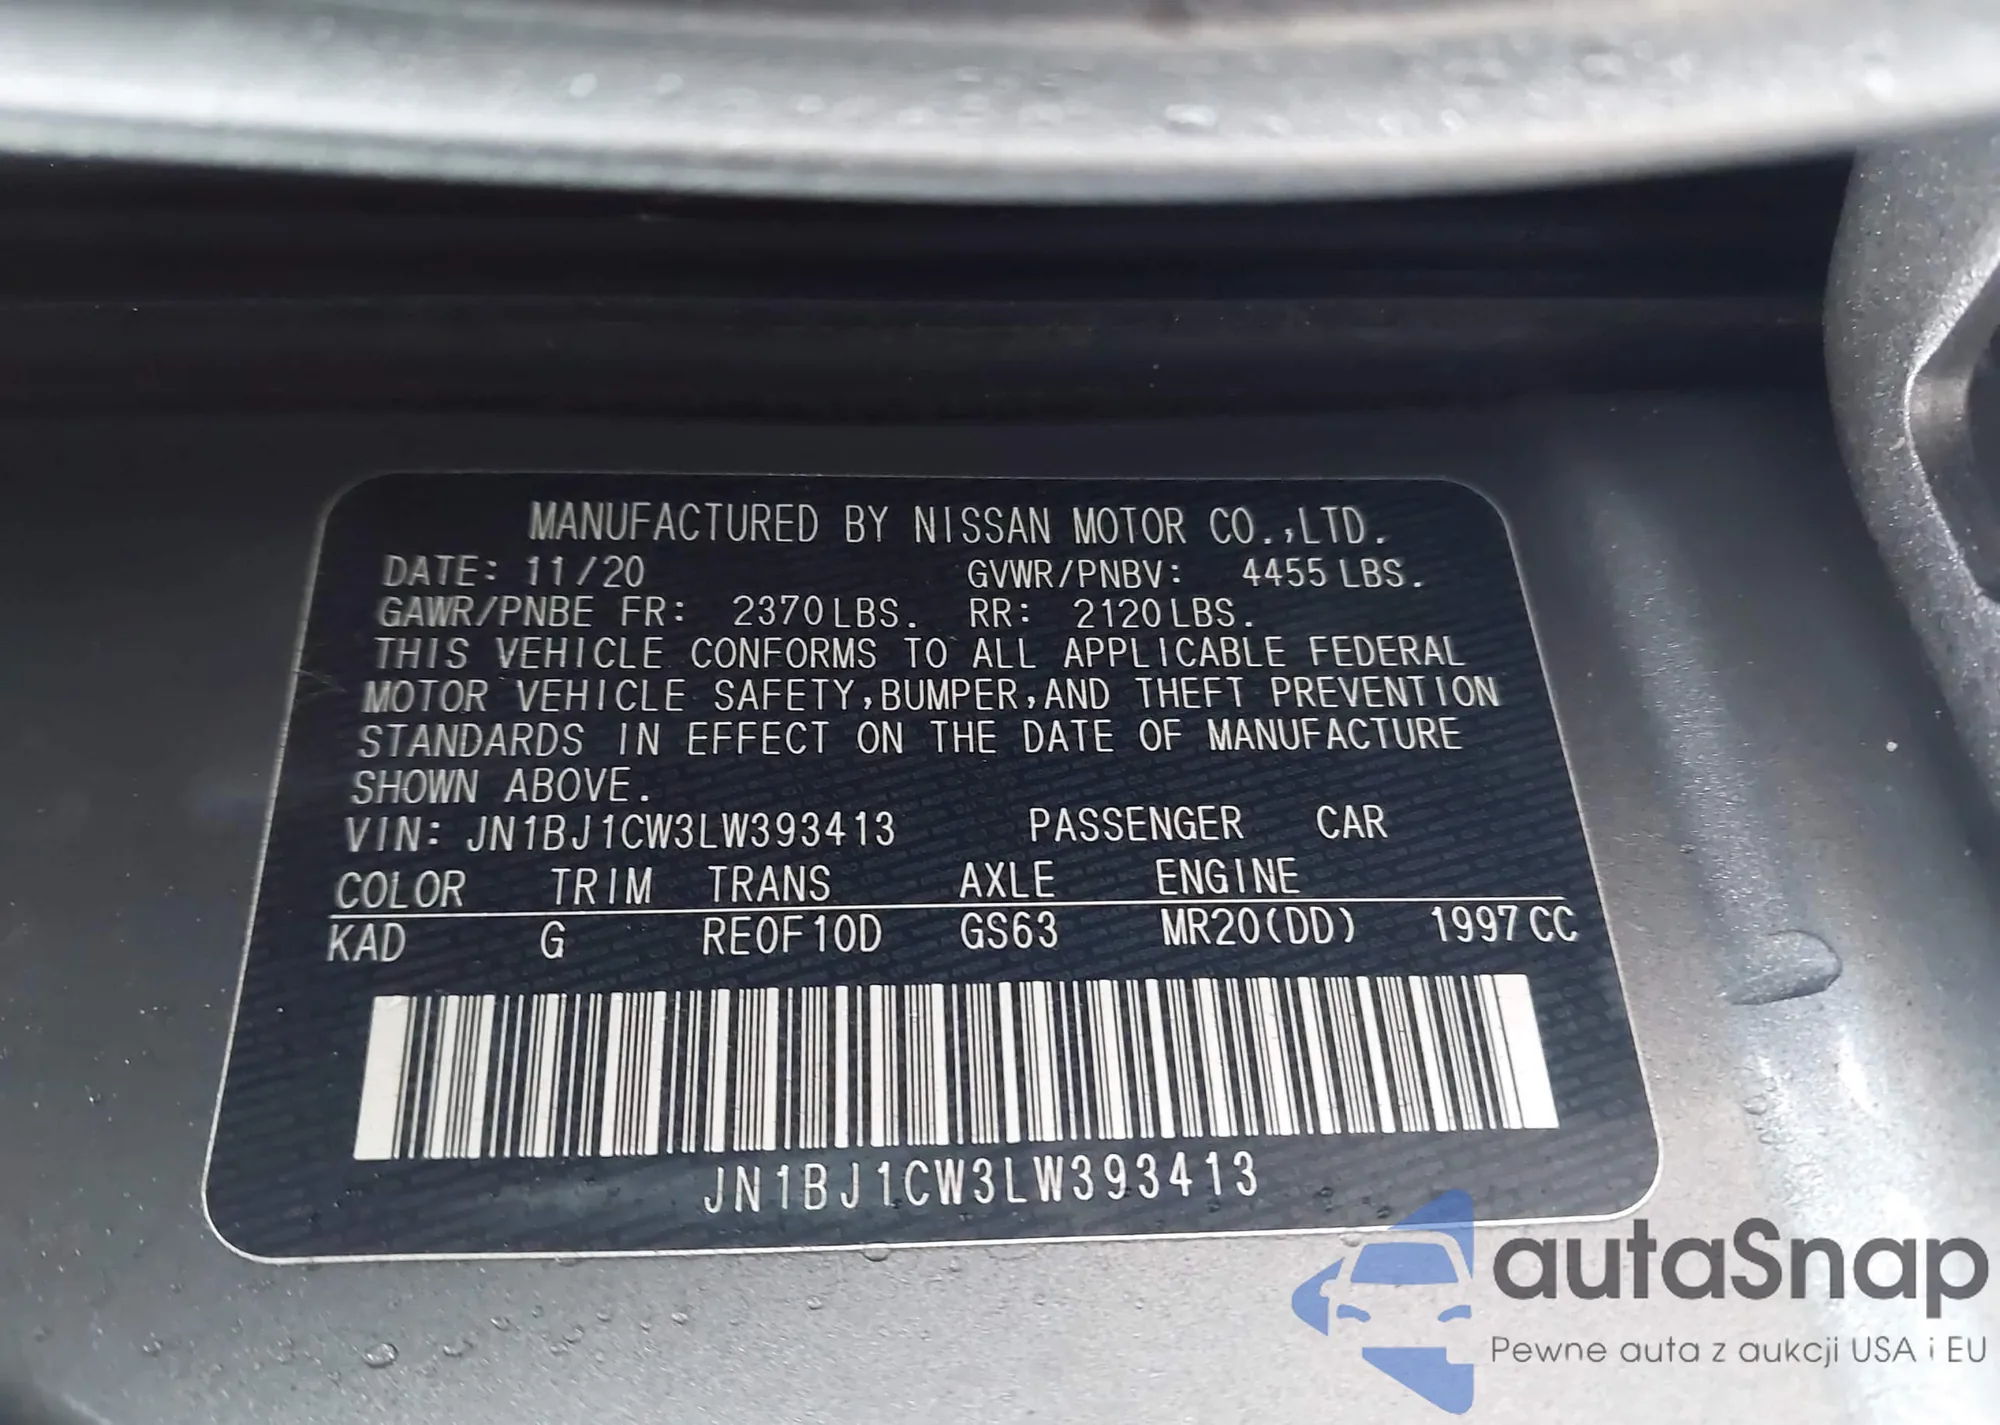 MANUFACTURED BY NISSAN MOTOR CO.,LTD.
DATE: 11/20 GVWR/PNBV: 4455 LBS.
GAWR/PNBE FR: 2370 LBS. RR: 2120 LBS.
THIS VEHICLE CONFORMS TO ALL APPLICABLE FEDERAL
MOTOR VEHICLE SAFETY,BUMPER,AND THEFT PREVENTION
STANDARDS IN EFFECT ON THE DATE OF MANUFACTURE
SHOWN ABOVE.
VIN: JN1BJ1CW3LW393413 PASSENGER CAR
COLOR TRIM TRANS AXLE ENGINE
KAD G RE0F10D GS63 MR20(DD) 1997 CC
JN1BJ1CW3LW393413
autaSnap
Pewne auta z aukcji USA i EU